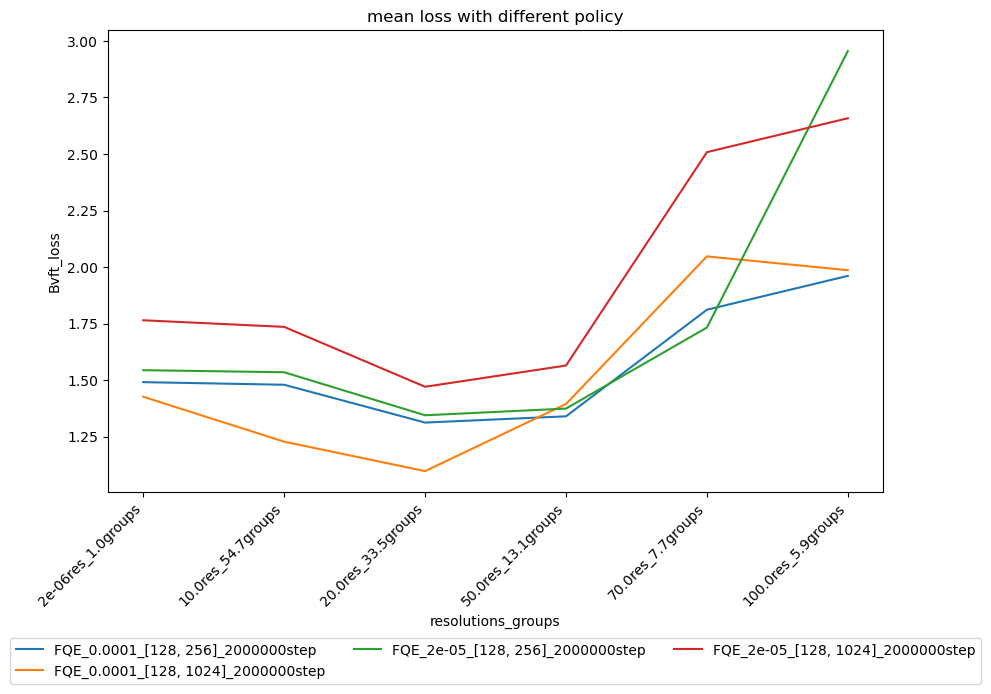 mean loss with different policy
3.00
2.75
2.50
2.25
2.00
1.75
1.50
1.25
Bvft_loss
2e-06res_1.0groups
10.0res_54.7groups
20.0res_33.5groups
50.0res_13.1groups
70.0res_7.7groups
100.0res_5.9groups
resolutions_groups
FQE_0.0001_[128, 256]_2000000step
FQE_0.0001_[128, 1024]_2000000step
FQE_2e-05_[128, 256]_2000000step
FQE_2e-05_[128, 1024]_2000000step